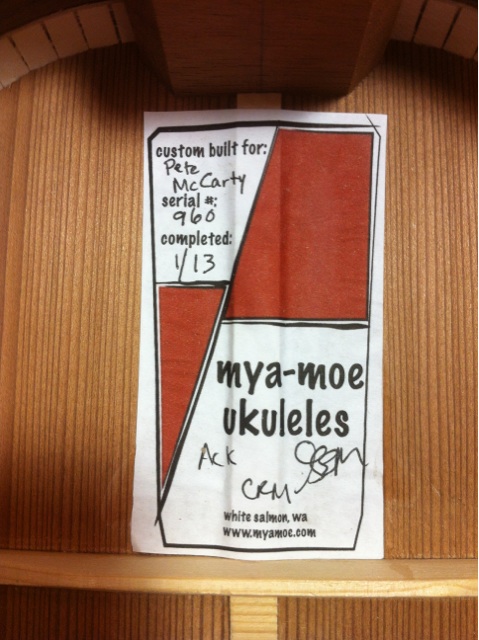 custom built for:
Pete
McCarty
serial #:
960
completed:
1/13
mya-moe
ukuleles
Ack
CRM
white salmon, wa
www.myamoe.com